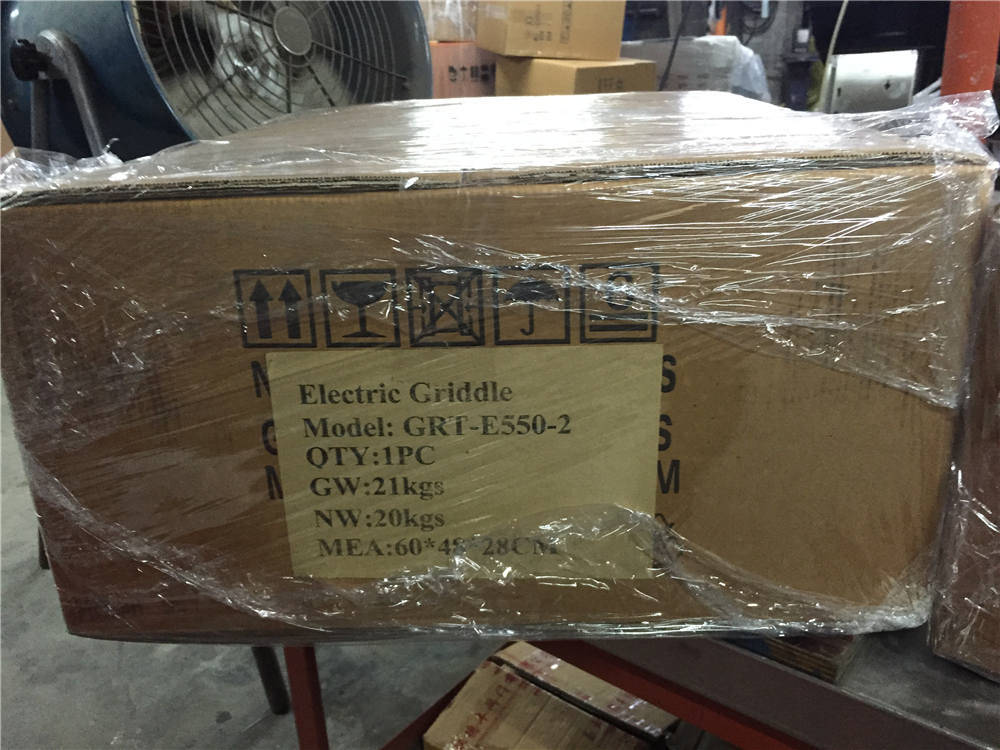 Electric Griddle
Model: GRT-E550-2
QTY:1PC
GW:21kgs
NW:20kgs
MEA:60*48*28CM
N S
G S
M M